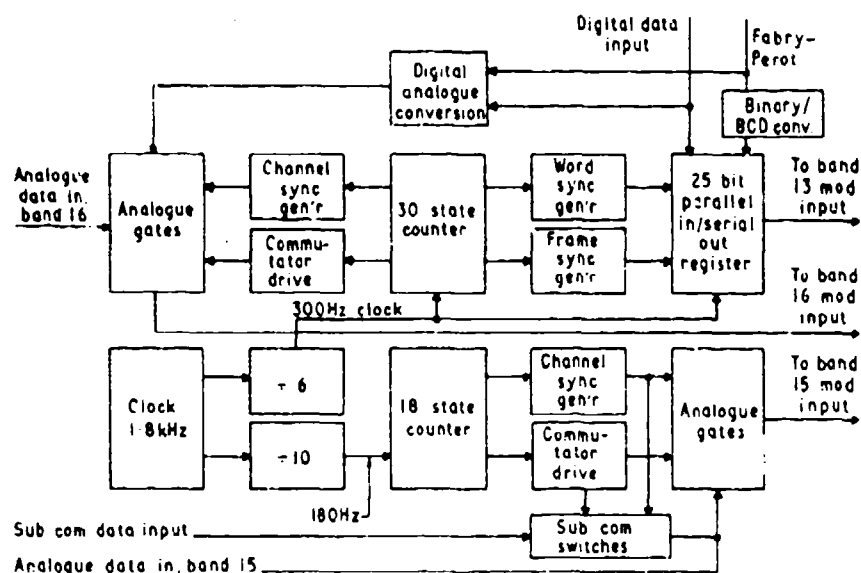 Digital data
input
Fabry-
Perot
Digital
analogue
conversion
Binary/
BCD conv.
Analogue
data in,
band 16
Analogue
gates
Channel
sync
gen'r
Commu-
tator
drive
30 state
counter
Word
sync
gen'r
Frame
sync
gen'r
25 bit
parallel
in/serial
out
register
To band
13 mod
input
To band
16 mod
input
300Hz clock
Clock
1·8kHz
÷ 6
÷10
180Hz
18 state
counter
Channel
sync
gen'r
Commu-
tator
drive
Analogue
gates
To band
15 mod
input
Sub com data input
Sub com
switches
Analogue data in, band 15